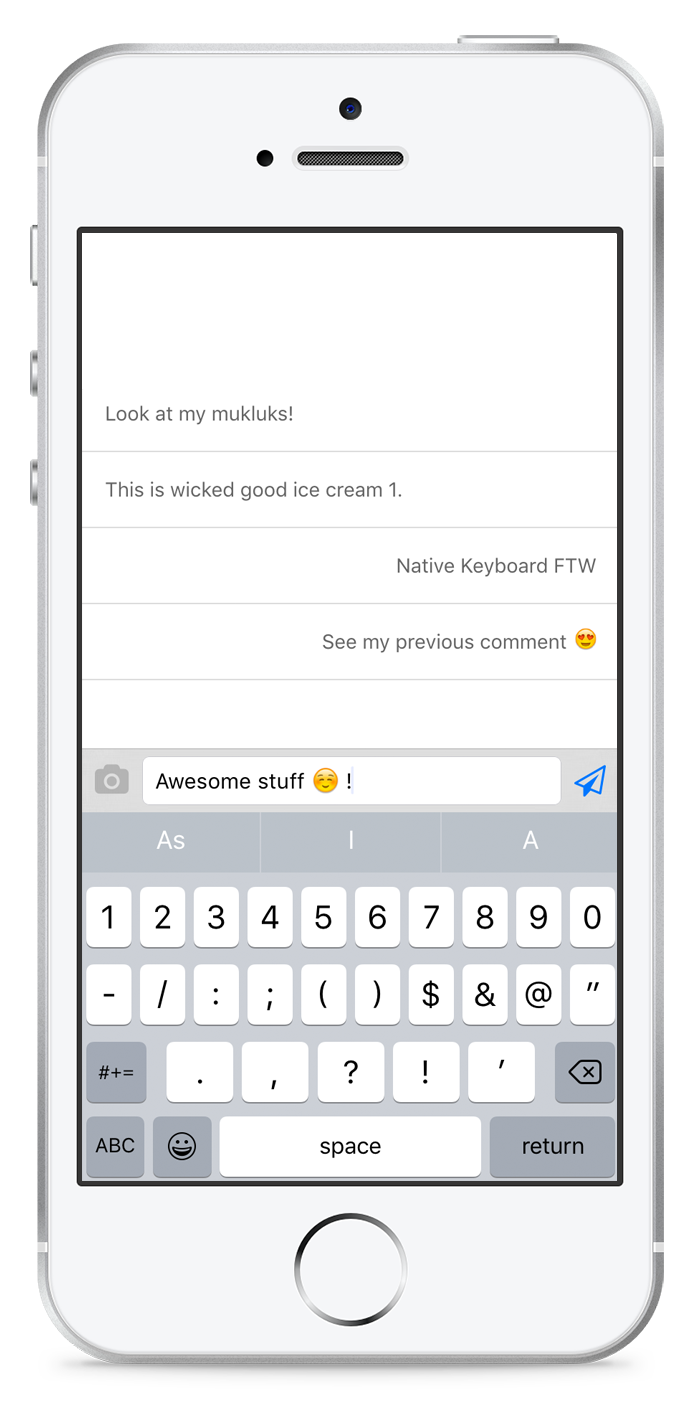 Look at my mukluks!
This is wicked good ice cream 1.
Native Keyboard FTW
See my previous comment 😍
Awesome stuff ☺️ !
As I A
1 2 3 4 5 6 7 8 9 0
- / : ; ( ) $ & @ "
#+= . , ? ! '
ABC space return